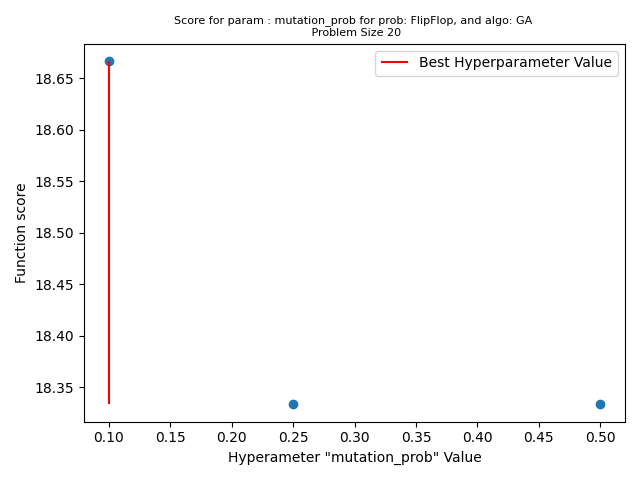 Score for param : mutation_prob for prob: FlipFlop, and algo: GA
Problem Size 20
Best Hyperparameter Value
Function score
18.65
18.60
18.55
18.50
18.45
18.40
18.35
0.10 0.15 0.20 0.25 0.30 0.35 0.40 0.45 0.50
Hyperameter "mutation_prob" Value